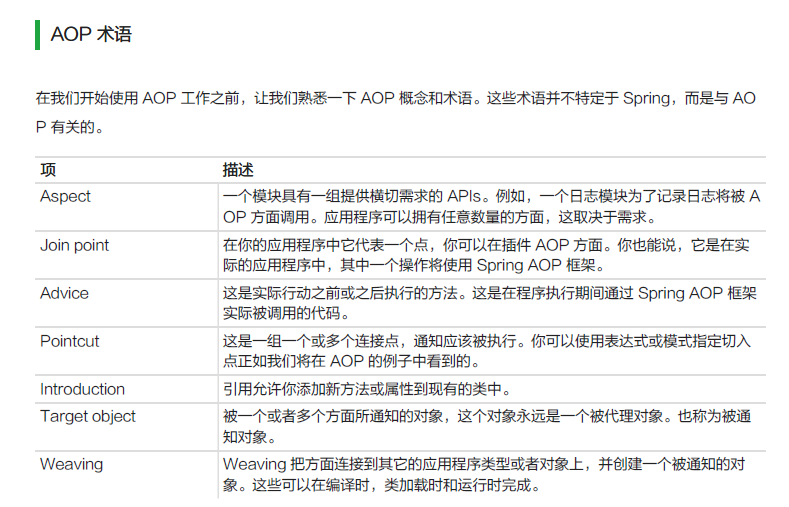 AOP 术语
在我们开始使用 AOP 工作之前，让我们熟悉一下 AOP 概念和术语。这些术语并不特定于 Spring，而是与 AO
P 有关的。
项 描述
Aspect 一个模块具有一组提供横切需求的 APIs。例如，一个日志模块为了记录日志将被 A
OP 方面调用。应用程序可以拥有任意数量的方面，这取决于需求。
Join point 在你的应用程序中它代表一个点，你可以在插件 AOP 方面。你也能说，它是在实
际的应用程序中，其中一个操作将使用 Spring AOP 框架。
Advice 这是实际行动之前或之后执行的方法。这是在程序执行期间通过 Spring AOP 框架
实际被调用的代码。
Pointcut 这是一组一个或多个连接点，通知应该被执行。你可以使用表达式或模式指定切入
点正如我们将在 AOP 的例子中看到的。
Introduction 引用允许你添加新方法或属性到现有的类中。
Target object 被一个或者多个方面所通知的对象，这个对象永远是一个被代理对象。也称为被通
知对象。
Weaving Weaving 把方面连接到其它的应用程序类型或者对象上，并创建一个被通知的对
象。这些可以在编译时，类加载时和运行时完成。